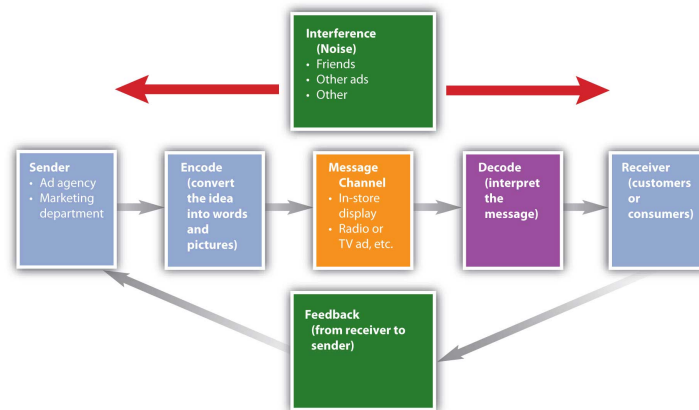 Interference
(Noise)
• Friends
• Other ads
• Other
Sender
• Ad agency
• Marketing
department
Encode
(convert
the idea
into words
and
pictures)
Message
Channel
• In-store
display
• Radio or
TV ad, etc.
Decode
(interpret
the
message)
Receiver
(customers
or
consumers)
Feedback
(from receiver to
sender)